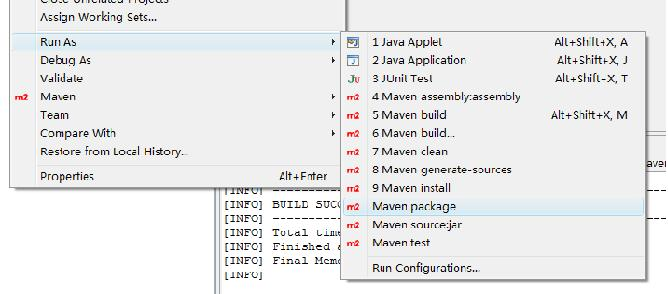 Close Unrelated Projects
Assign Working Sets...
Run As
Debug As
Validate
m2 Maven
Team
Compare With
Restore from Local History...
Properties Alt+Enter
1 Java Applet Alt+Shift+X, A
2 Java Application Alt+Shift+X, J
Ju 3 JUnit Test Alt+Shift+X, T
m2 4 Maven assembly:assembly
m2 5 Maven build Alt+Shift+X, M
m2 6 Maven build...
m2 7 Maven clean
m2 8 Maven generate-sources
m2 9 Maven install
m2 Maven package
m2 Maven source:jar
m2 Maven test
Run Configurations...
[INFO] ----------
[INFO] BUILD SUCC
[INFO] ----------
[INFO] Total time
[INFO] Finished a
[INFO] Final Memo
[INFO]